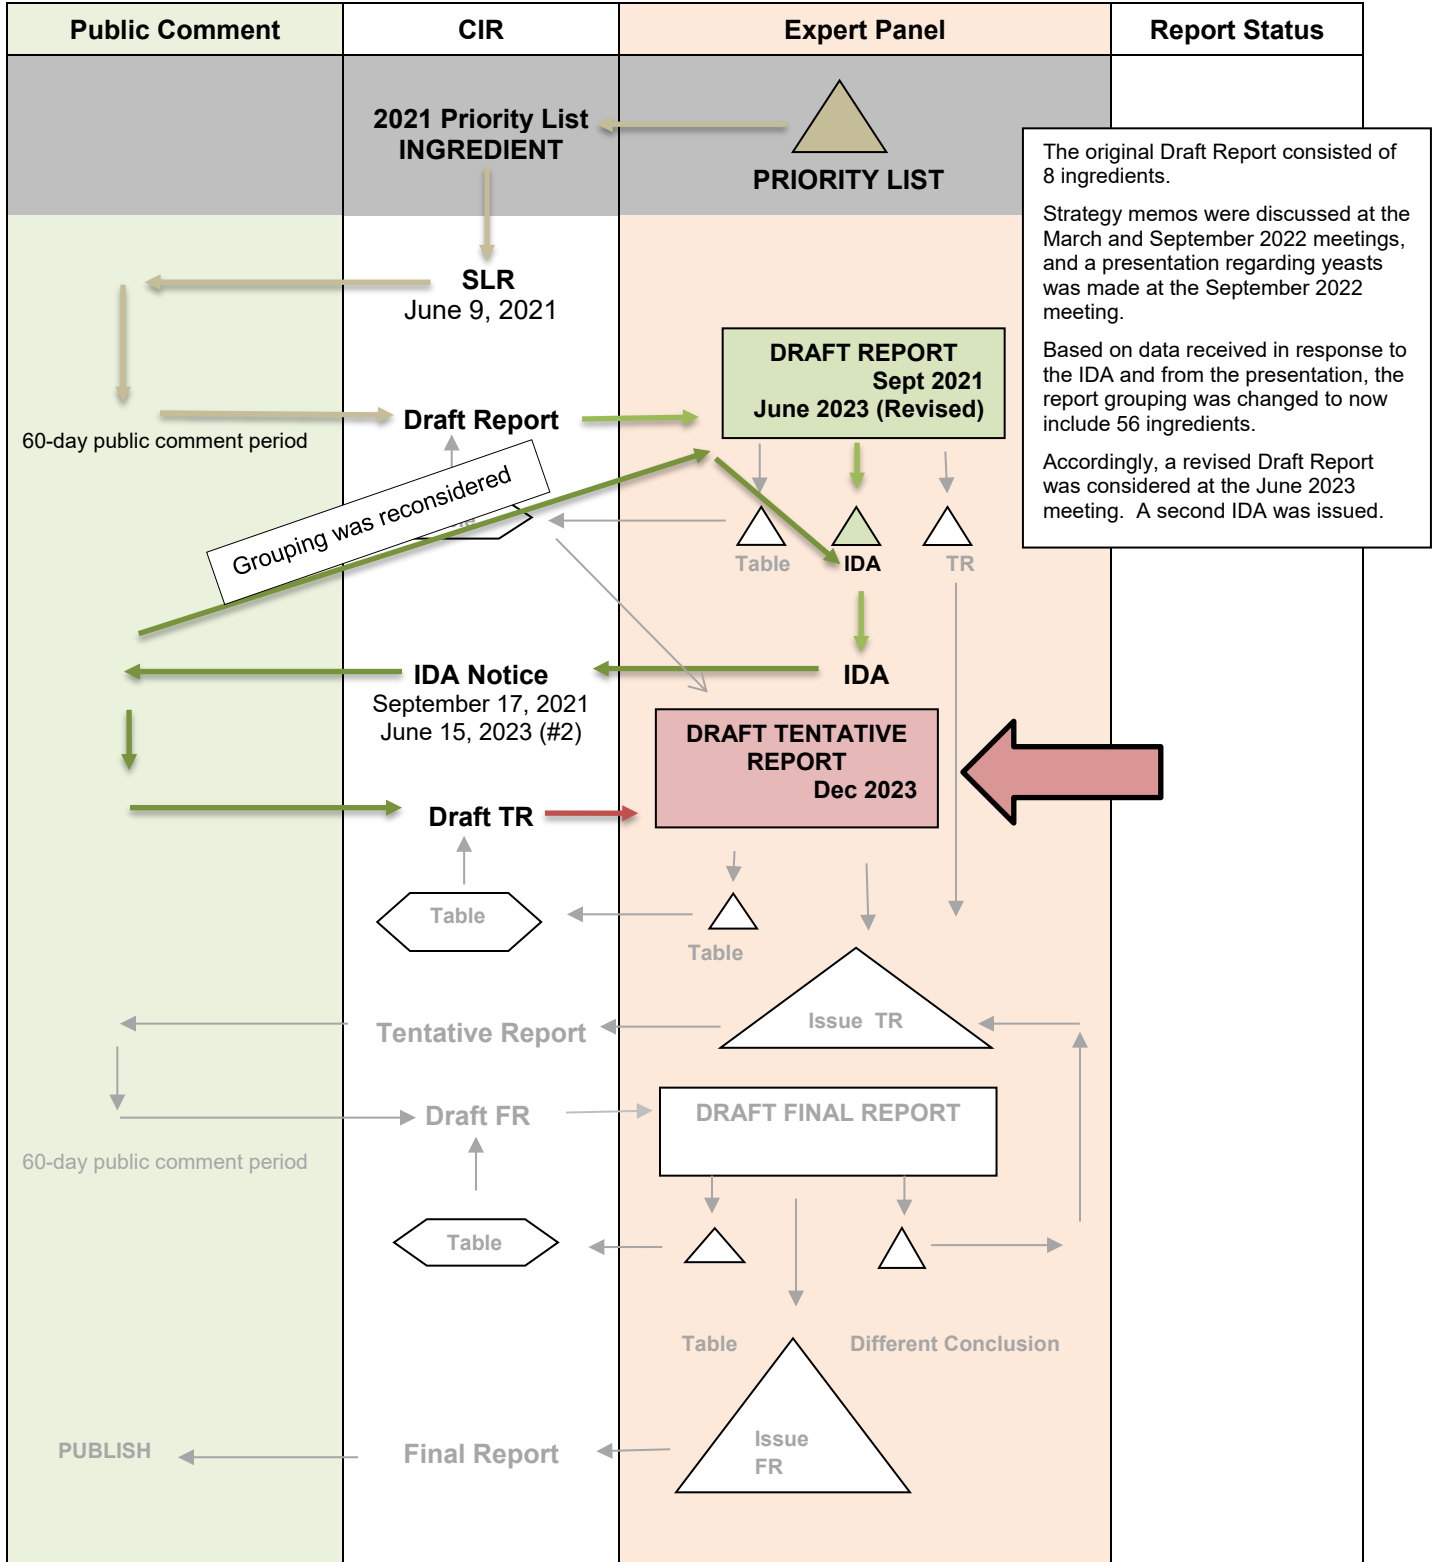 Public Comment
CIR
Expert Panel
Report Status
2021 Priority List
INGREDIENT
PRIORITY LIST
The original Draft Report consisted of
8 ingredients.
Strategy memos were discussed at the
March and September 2022 meetings,
and a presentation regarding yeasts
was made at the September 2022
meeting.
Based on data received in response to
the IDA and from the presentation, the
report grouping was changed to now
include 56 ingredients.
Accordingly, a revised Draft Report
was considered at the June 2023
meeting.  A second IDA was issued.
SLR
June 9, 2021
DRAFT REPORT
Sept 2021
June 2023 (Revised)
Draft Report
60-day public comment period
Grouping was reconsidered
Table
IDA
TR
IDA Notice
September 17, 2021
June 15, 2023 (#2)
IDA
DRAFT TENTATIVE
REPORT
Dec 2023
Draft TR
Table
Table
Issue TR
Tentative Report
Draft FR
DRAFT FINAL REPORT
60-day public comment period
Table
Table
Different Conclusion
Issue
FR
Final Report
PUBLISH